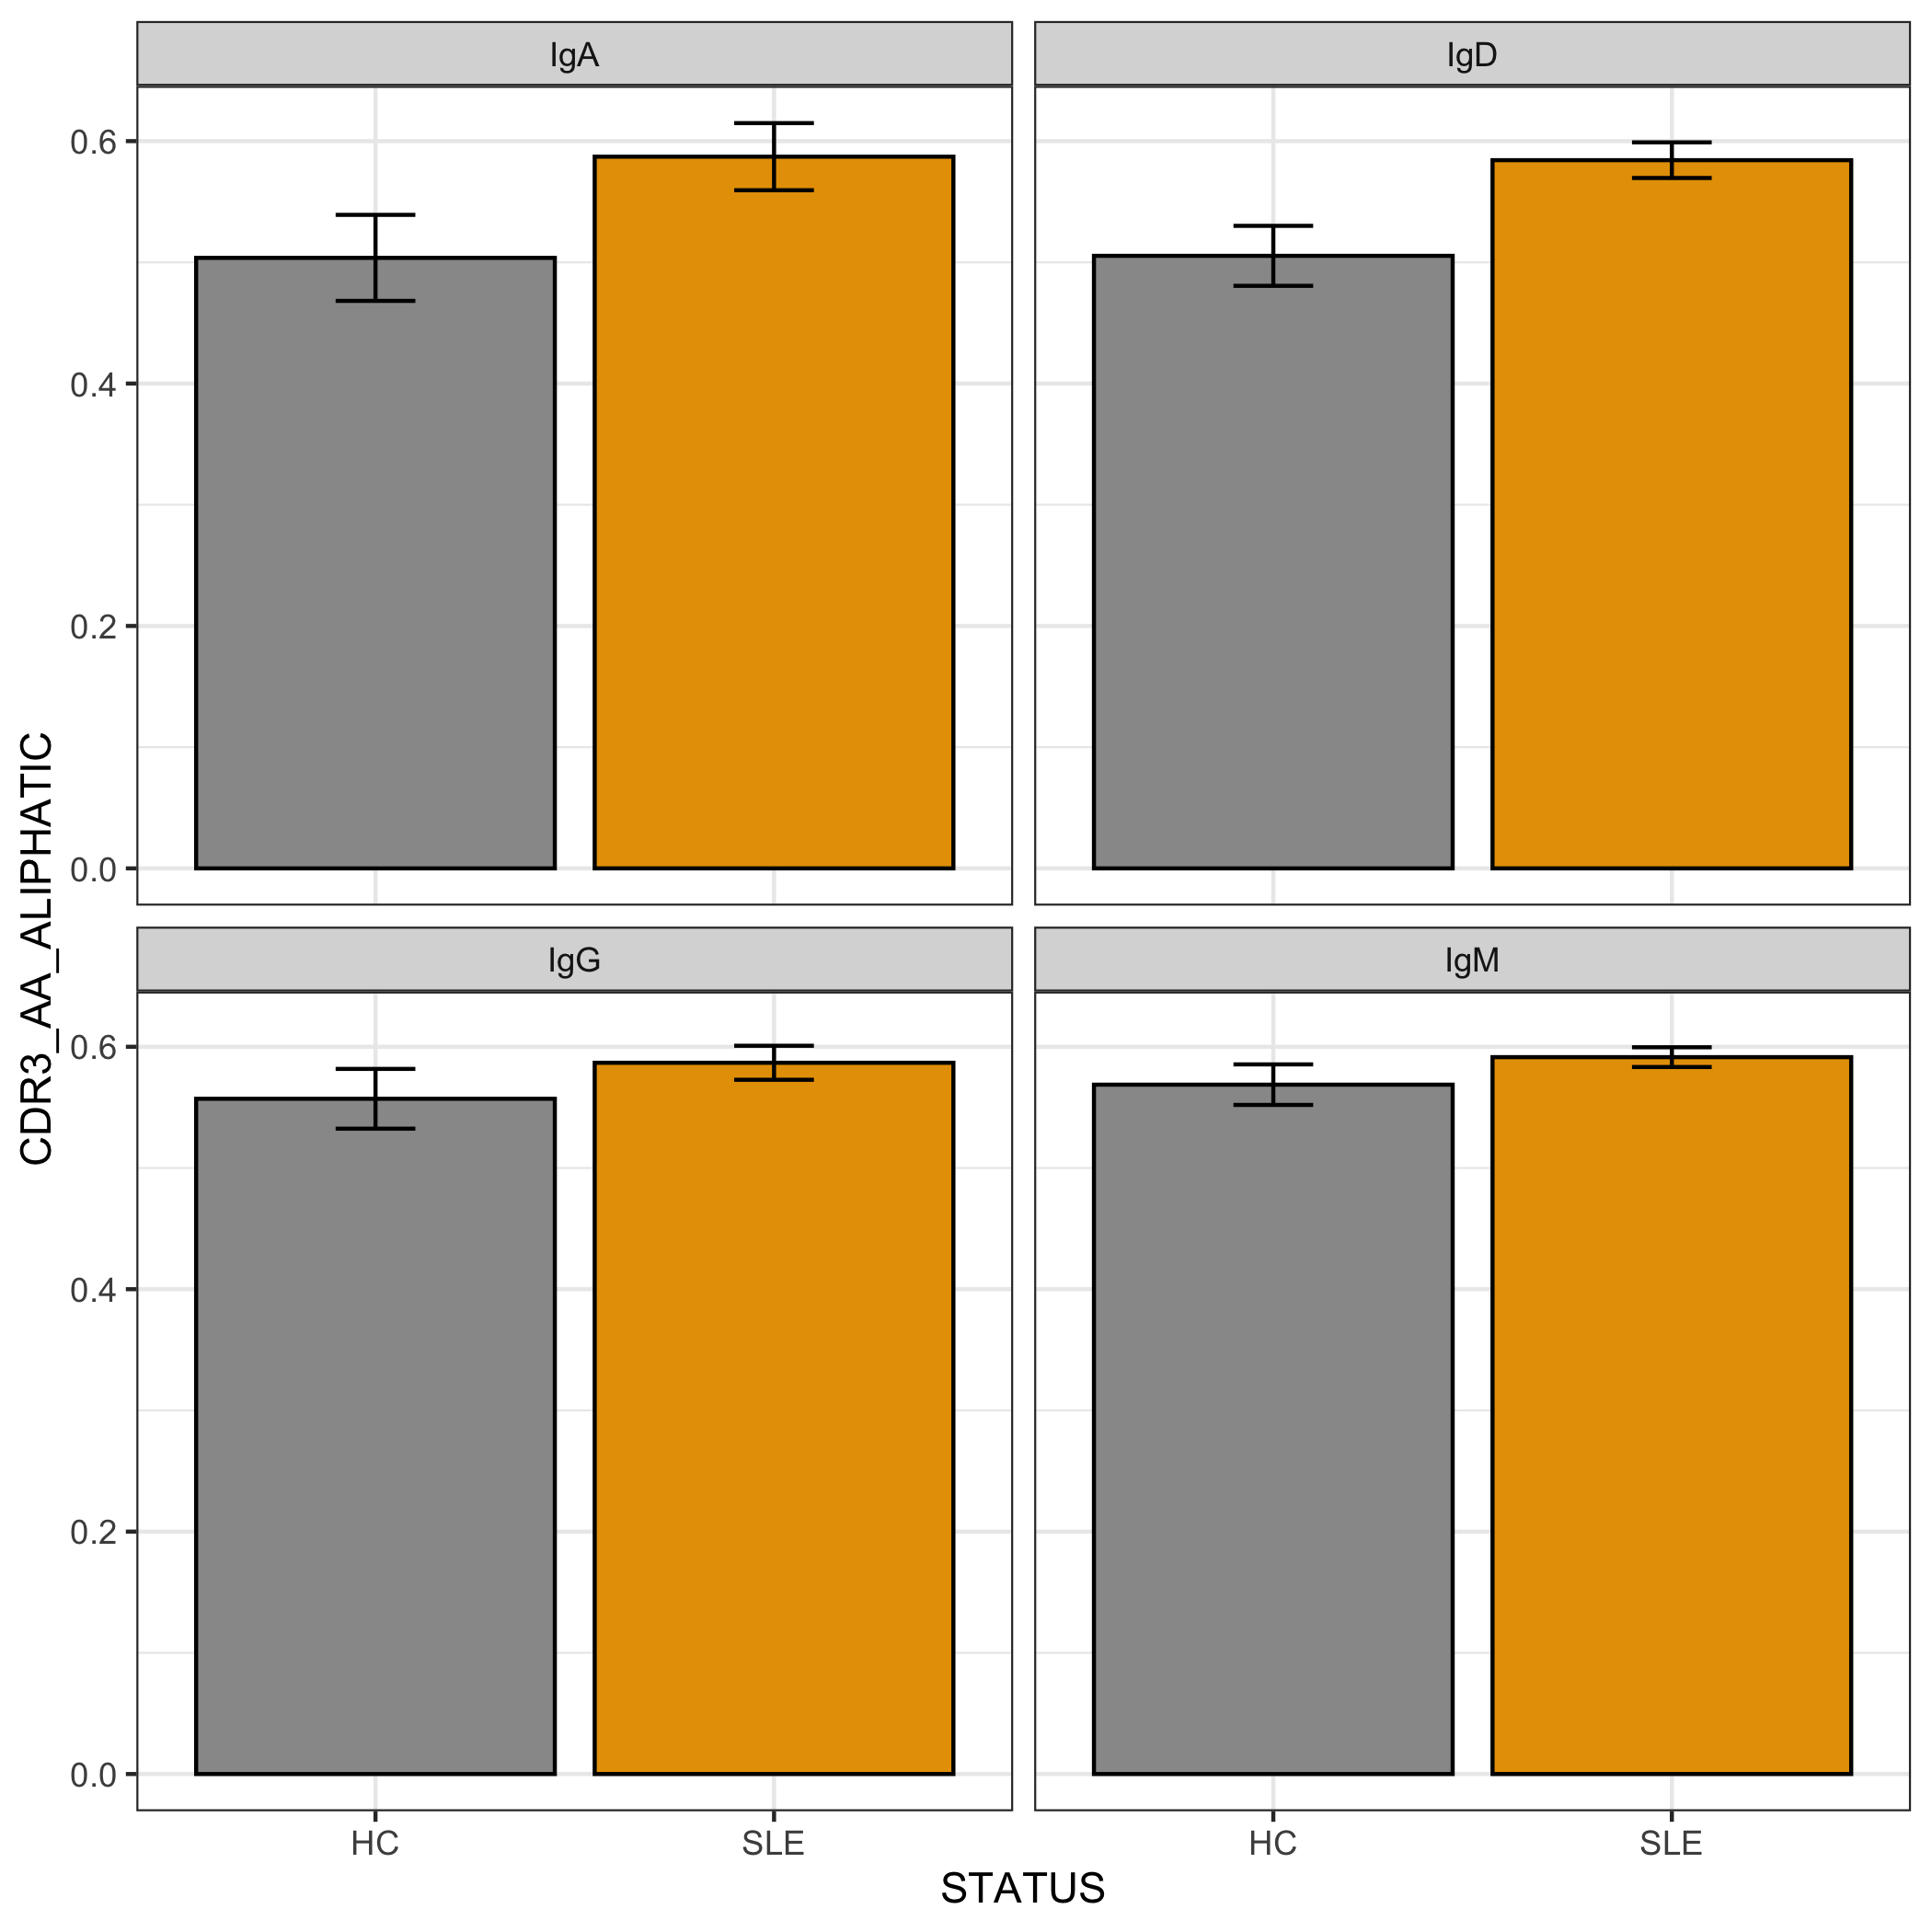 IgA
IgD
0.6
0.4
0.2
0.0
IgG
IgM
0.6
0.4
0.2
0.0
CDR3_AA_ALIPHATIC
HC
SLE
HC
SLE
STATUS